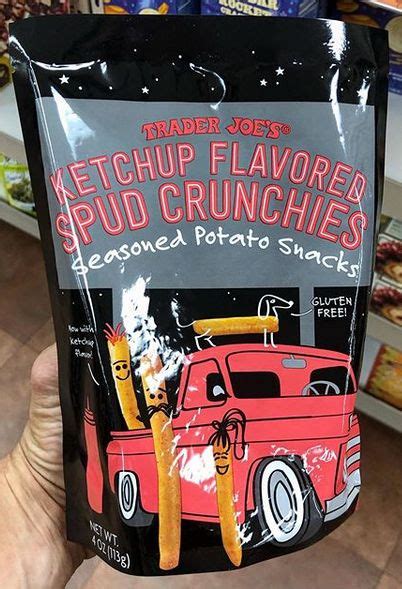 TRADER JOE'S®
KETCHUP FLAVORED
SPUD CRUNCHIES
Seasoned Potato Snacks
GLUTEN
FREE!
Now with
ketchup
flavor!
NET WT.
4 OZ (113g)
ROCKET